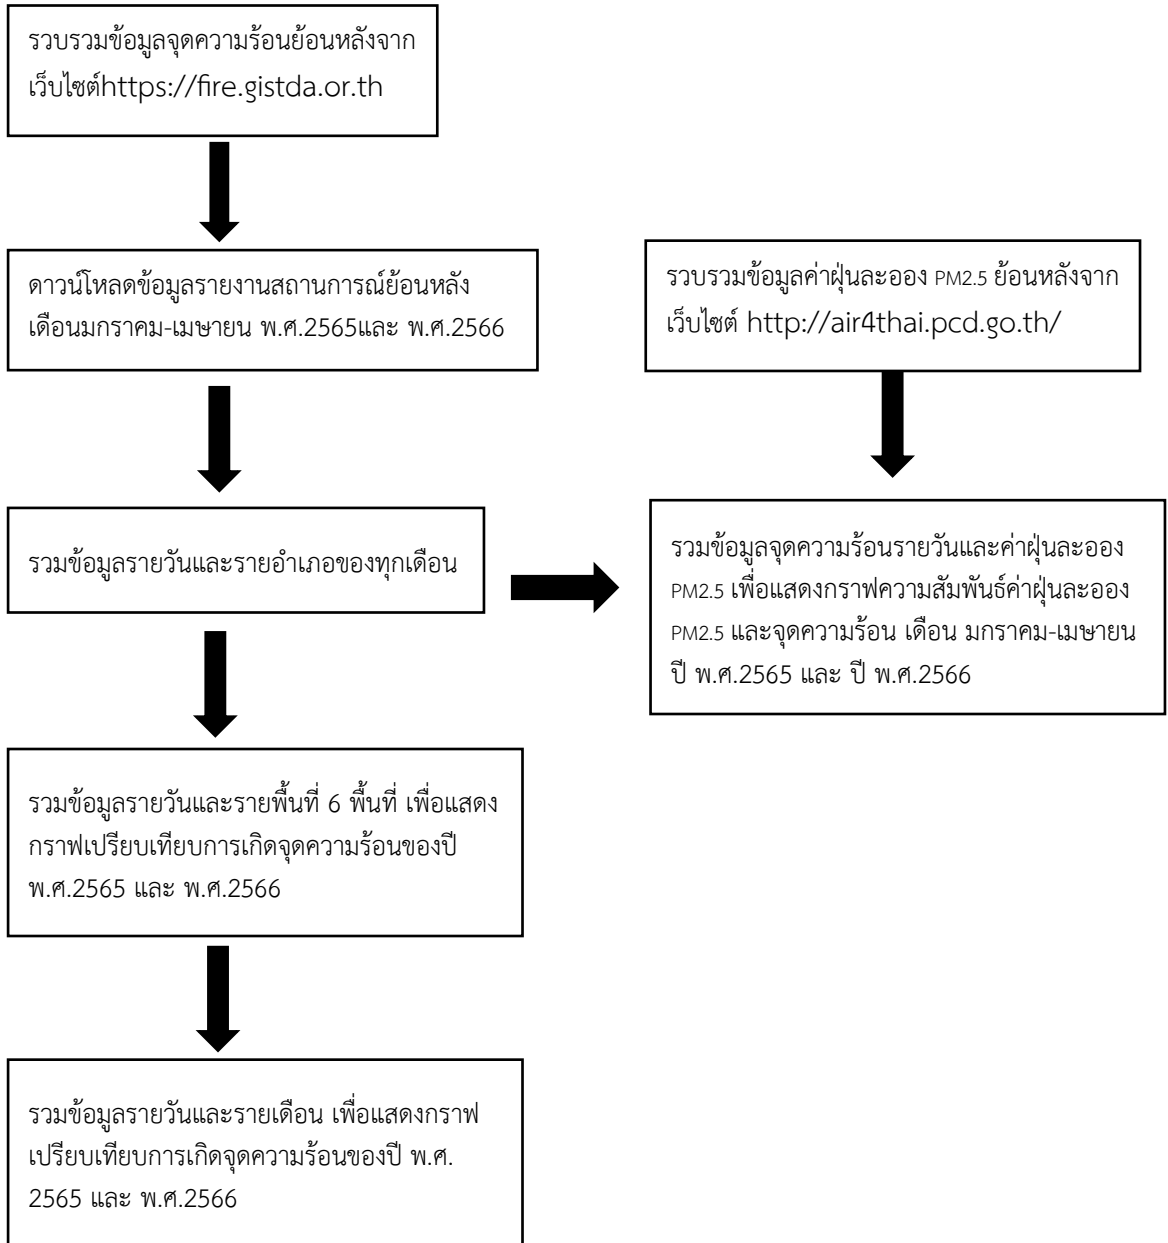 รวบรวมข้อมูลจุดความร้อนย้อนหลังจาก
เว็บไซต์https://fire.gistda.or.th
ดาวน์โหลดข้อมูลรายงานสถานการณ์ย้อนหลัง
เดือนมกราคม-เมษายน พ.ศ.2565และ พ.ศ.2566
รวบรวมข้อมูลค่าฝุ่นละออง PM2.5 ย้อนหลังจาก
เว็บไซต์ http://air4thai.pcd.go.th/
รวมข้อมูลรายวันและรายอำเภอของทุกเดือน
รวมข้อมูลจุดความร้อนรายวันและค่าฝุ่นละออง
PM2.5 เพื่อแสดงกราฟความสัมพันธ์ค่าฝุ่นละออง
PM2.5 และจุดความร้อน เดือน มกราคม-เมษายน
ปี พ.ศ.2565 และ ปี พ.ศ.2566
รวมข้อมูลรายวันและรายพื้นที่ 6 พื้นที่ เพื่อแสดง
กราฟเปรียบเทียบการเกิดจุดความร้อนของปี
พ.ศ.2565 และ พ.ศ.2566
รวมข้อมูลรายวันและรายเดือน เพื่อแสดงกราฟ
เปรียบเทียบการเกิดจุดความร้อนของปี พ.ศ.
2565 และ พ.ศ.2566